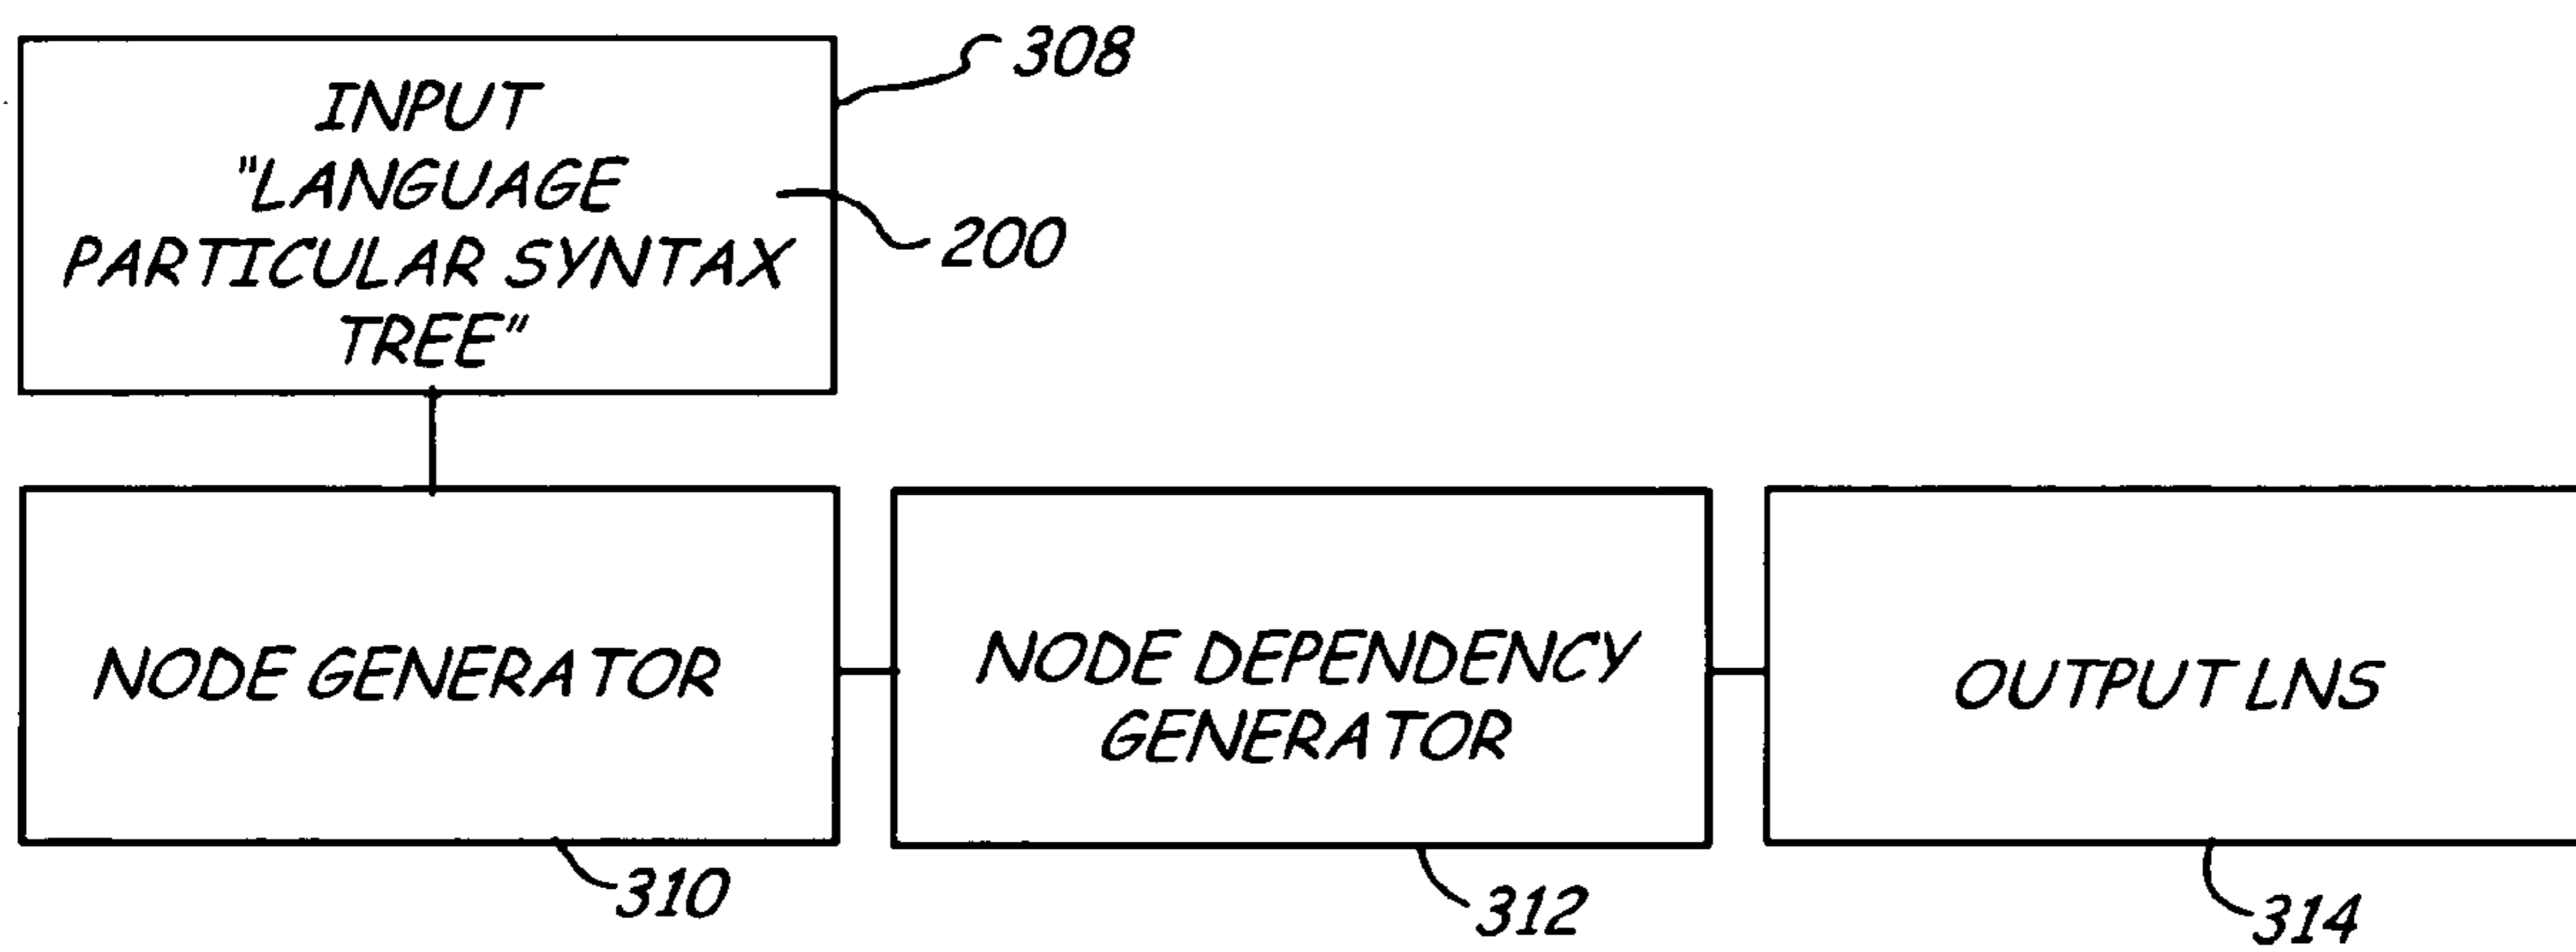 INPUT
"LANGUAGE
PARTICULAR SYNTAX
TREE"
308
200
NODE GENERATOR
310
NODE DEPENDENCY
GENERATOR
312
OUTPUT LNS
314